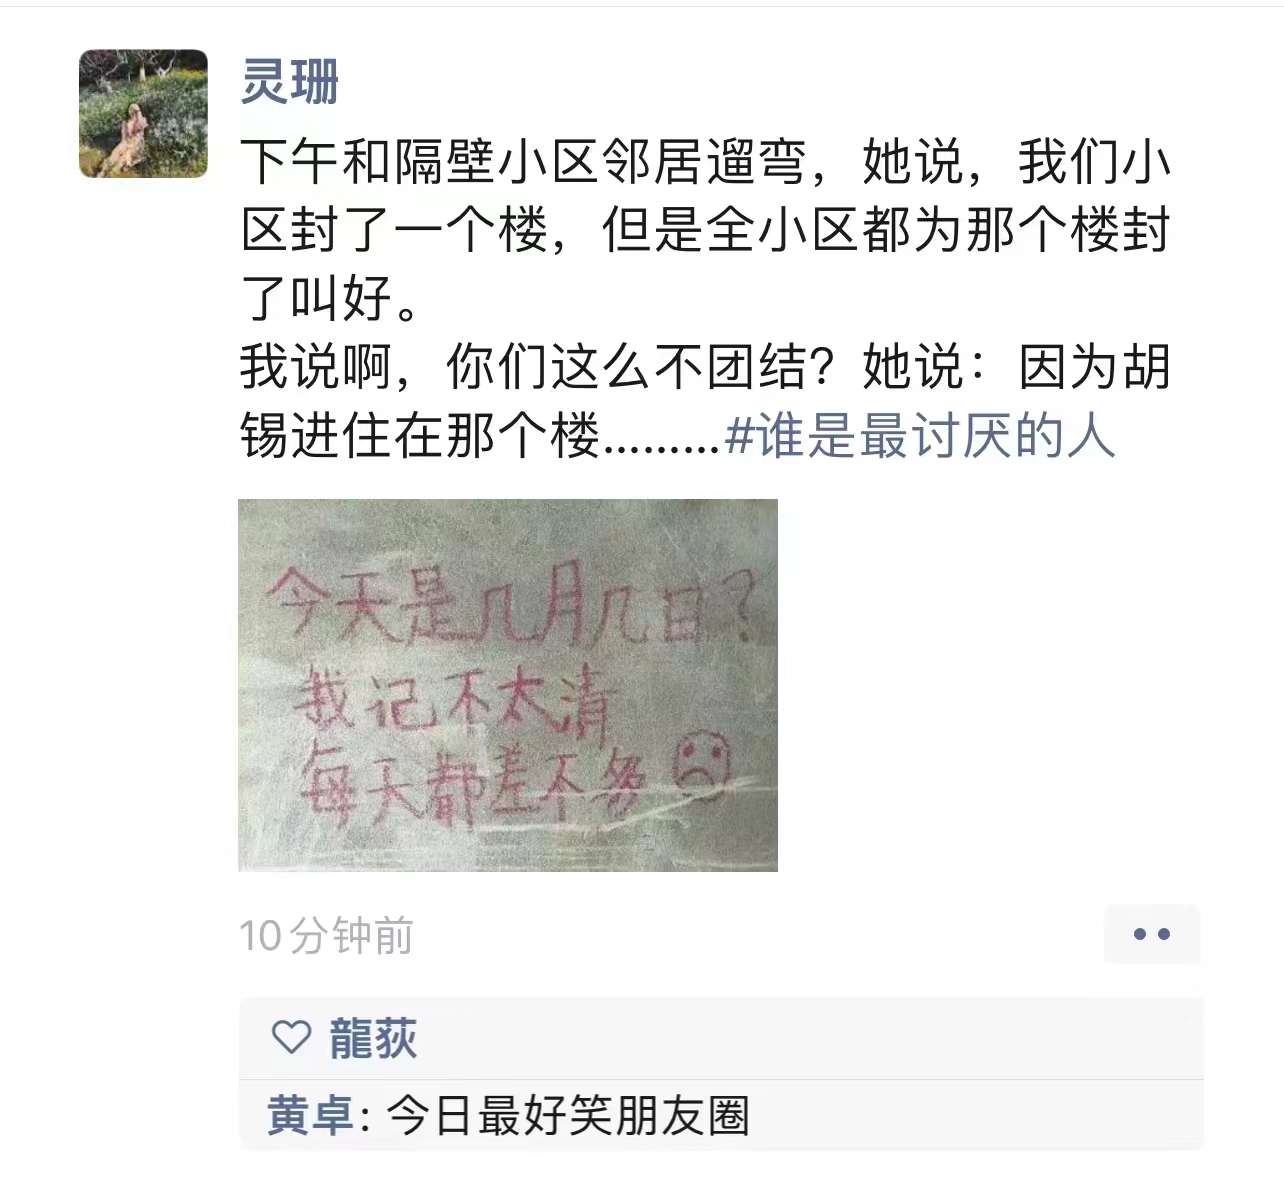 灵珊
下午和隔壁小区邻居遛弯，她说，我们小
区封了一个楼，但是全小区都为那个楼封
了叫好。
我说啊，你们这么不团结？她说：因为胡
锡进住在那个楼………#谁是最讨厌的人
今天是几月几日？
我记不太清
每天都差不多
10分钟前
龍荻
黄卓: 今日最好笑朋友圈